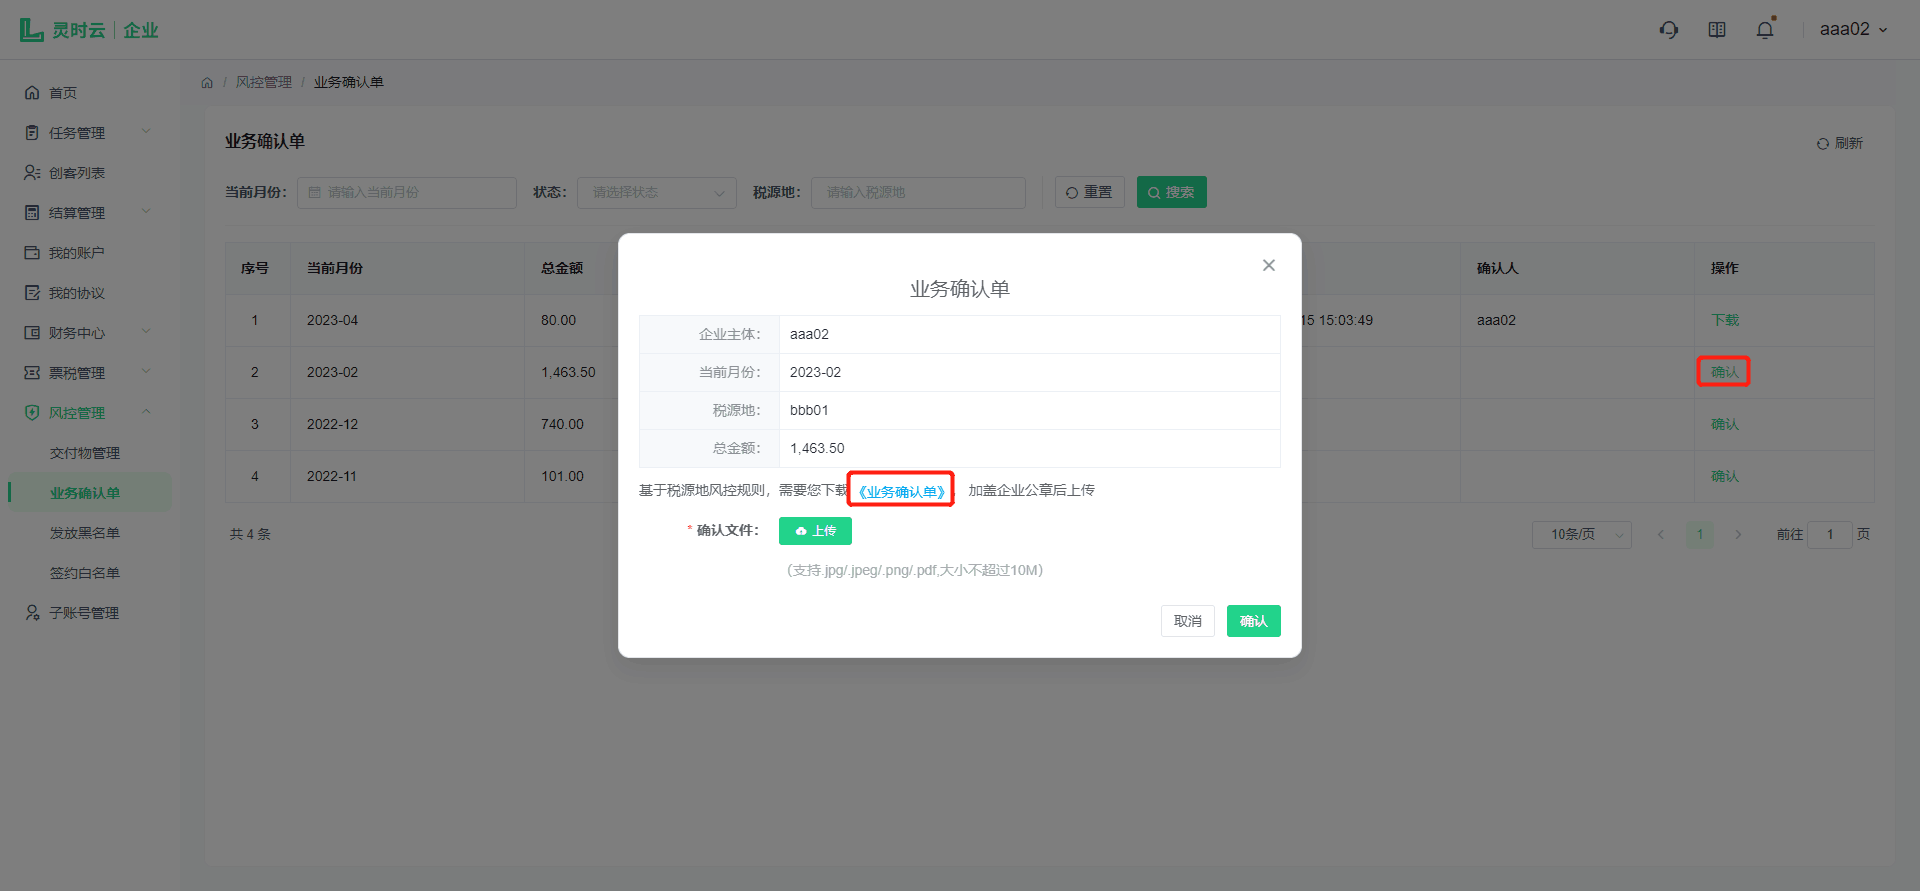 灵时云 | 企业
aaa02
首页
任务管理
创客列表
结算管理
我的账户
我的协议
财务中心
票税管理
风控管理
交付物管理
业务确认单
发放黑名单
签约白名单
子账号管理
/ 风控管理 / 业务确认单
业务确认单
刷新
当前月份： 请输入当前月份 状态： 请选择状态 税源地： 请输入税源地 重置 搜索
序号 当前月份 总金额 确认人 操作
1 2023-04 80.00 15 15:03:49 aaa02 下载
2 2023-02 1,463.50 确认
3 2022-12 740.00 确认
4 2022-11 101.00 确认
共 4 条 10条/页 1 前往 1 页
业务确认单
企业主体： aaa02
当前月份： 2023-02
税源地： bbb01
总金额： 1,463.50
基于税源地风控规则，需要您下载《业务确认单》，加盖企业公章后上传
* 确认文件： 上传
（支持.jpg/.jpeg/.png/.pdf,大小不超过10M）
取消 确认